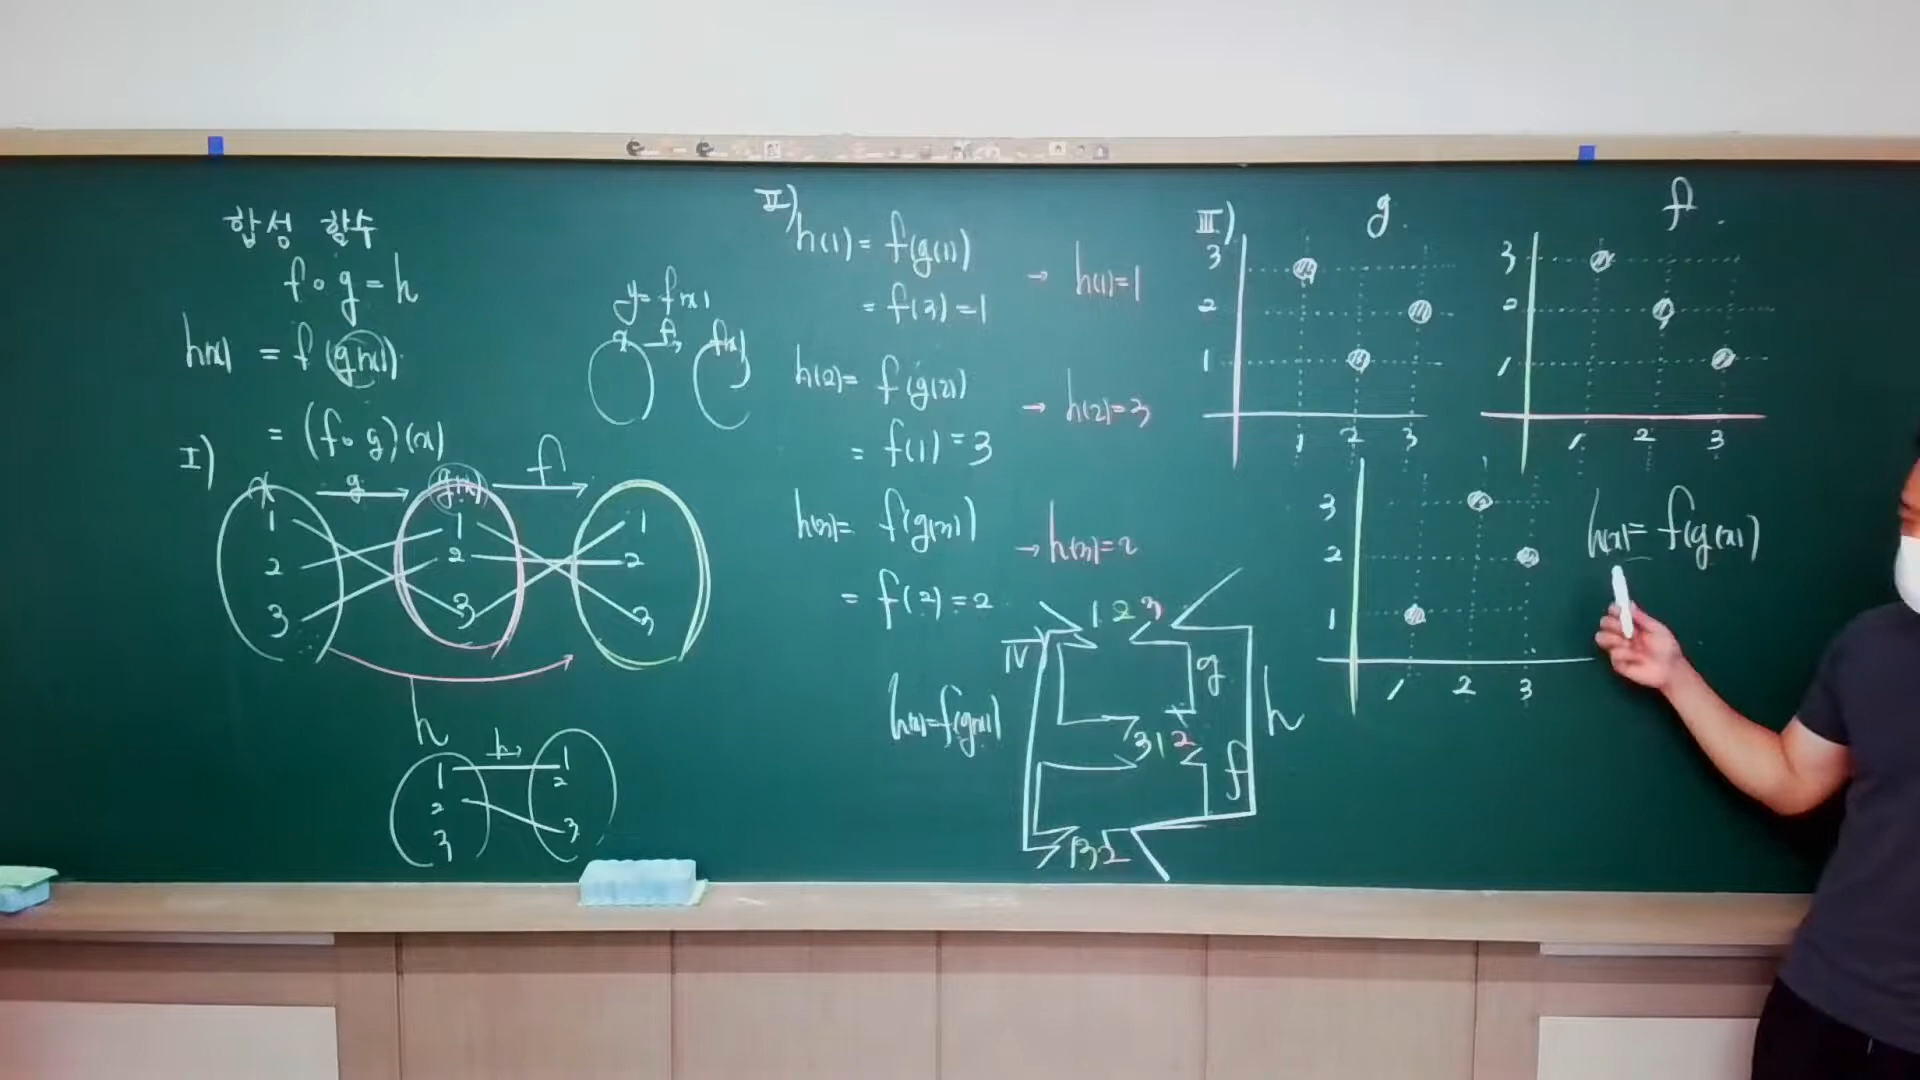 합성 함수
f∘g=h
h(x) = f(g(x))
= (f∘g)(x)
y=f(x)
x f f(x)
I)
x g g(x) f
1 1 1
2 2 2
3 3 3
h
h
1 1
2 2
3 3
II)
h(1)= f(g(1))
= f(3)=1
→ h(1)=1
h(2)= f(g(2))
= f(1)=3
→ h(2)=3
h(3)= f(g(3))
= f(2)=2
→ h(3)=2
III)
g.
3
2
1
1 2 3
f.
3
2
1
1 2 3
3
2
1
1 2 3
h(x)= f(g(x))
IV
h(x)=f(g(x))
1 2 3
g
3 1 2
f
h
1 3 2